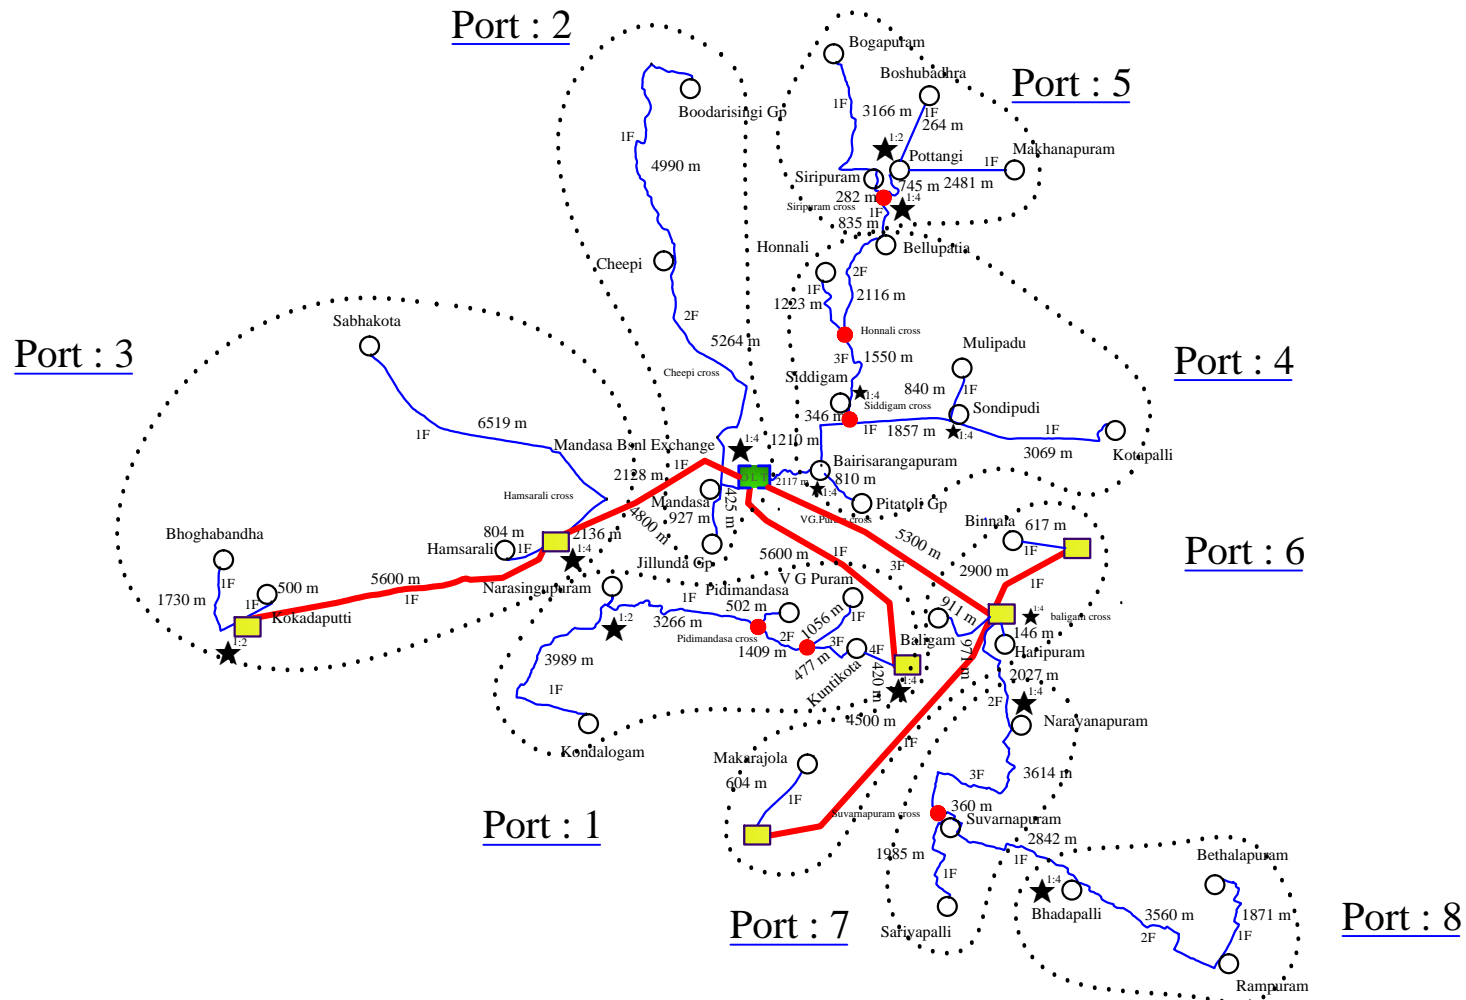 Port : 2
Bogapuram
Boshubadhra
Port : 5
1F
3166 m
1F
264 m
Boodarisingi Gp
1F
4990 m
1:2
Pottangi
1F
Makhanapuram
Siripuram
745 m
2481 m
282 m
Siripuram cross
1F
1:4
835 m
Honnali
Bellupatia
Cheepi
2F
1F
2116 m
1223 m
Sabhakota
2F
Honnali cross
5264 m
3F
1550 m
Mulipadu
Port : 3
Port : 4
Cheepi cross
Siddigam
1:4
840 m
1F
Siddigam cross
Sondipudi
346 m
1F
1857 m
1:4
1F
6519 m
1F
3069 m
Kotapalli
Mandasa Bsnl Exchange
1:4
1210 m
2128 m
1F
OLT
2117 m
Bairisarangapuram
810 m
Mandasa
1:4
Pitatoli Gp
Hamsarali cross
425 m
927 m
4800 m
VG.Puram cross
Binnala
617 m
1F
804 m
2136 m
Hamsarali
1F
1:4
5300 m
Port : 6
Bhoghabandha
5600 m
1F
3F
2900 m
1F
Jillunda Gp
1F
5600 m
1F
500 m
Narasingupuram
Pidimandasa
V G Puram
1730 m
1F
Kokadaputti
1F
502 m
1056 m
1F
911 m
1:4
baligam cross
3266 m
Pidimandasa cross
2F
3F
4F
Baligam
146 m
Haripuram
1:2
1:2
1409 m
477 m
Kuntikota
420 m
971 m
2027 m
3989 m
1F
1:4
2F
1:4
4500 m
Narayanapuram
Kondalogam
1F
Makarajola
604 m
1F
3F
3614 m
Port : 1
Suvarnapuram cross
360 m
Suvarnapuram
2842 m
1985 m
1F
Bethalapuram
1F
1:4
Bhadapalli
3560 m
2F
1871 m
1F
Port : 7
Sarivapalli
Port : 8
Rampuram